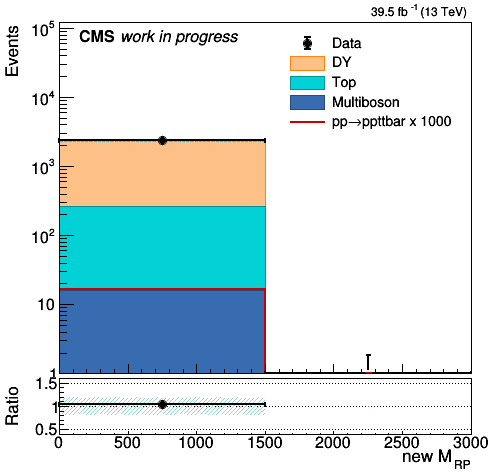 39.5 fb⁻¹ (13 TeV)
CMS work in progress
Events
10⁵
10⁴
10³
10²
10
1
Data
DY
Top
Multiboson
pp→ppttbar x 1000
Ratio
1.5
1
0.5
0 500 1000 1500 2000 2500 3000
new M_RP